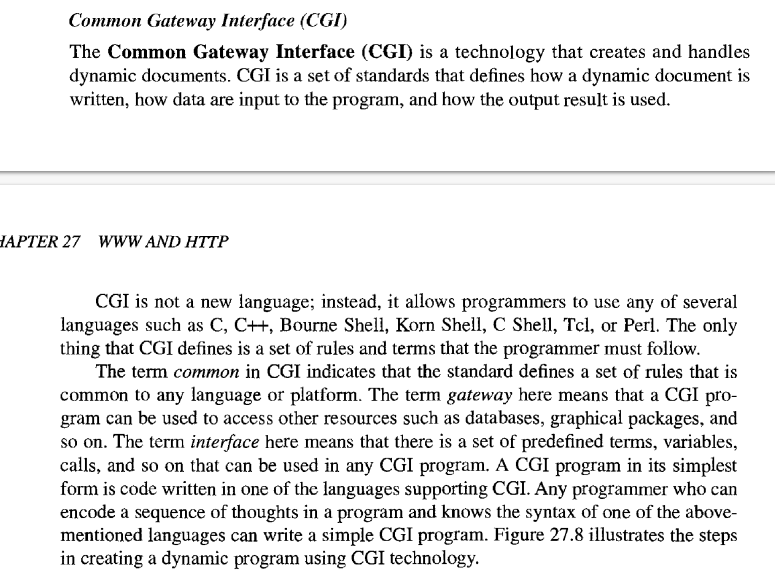 Common Gateway Interface (CGI)
The Common Gateway Interface (CGI) is a technology that creates and handles
dynamic documents. CGI is a set of standards that defines how a dynamic document is
written, how data are input to the program, and how the output result is used.
HAPTER 27 WWW AND HTTP
CGI is not a new language; instead, it allows programmers to use any of several
languages such as C, C++, Bourne Shell, Korn Shell, C Shell, Tcl, or Perl. The only
thing that CGI defines is a set of rules and terms that the programmer must follow.
The term common in CGI indicates that the standard defines a set of rules that is
common to any language or platform. The term gateway here means that a CGI pro-
gram can be used to access other resources such as databases, graphical packages, and
so on. The term interface here means that there is a set of predefined terms, variables,
calls, and so on that can be used in any CGI program. A CGI program in its simplest
form is code written in one of the languages supporting CGI. Any programmer who can
encode a sequence of thoughts in a program and knows the syntax of one of the above-
mentioned languages can write a simple CGI program. Figure 27.8 illustrates the steps
in creating a dynamic program using CGI technology.